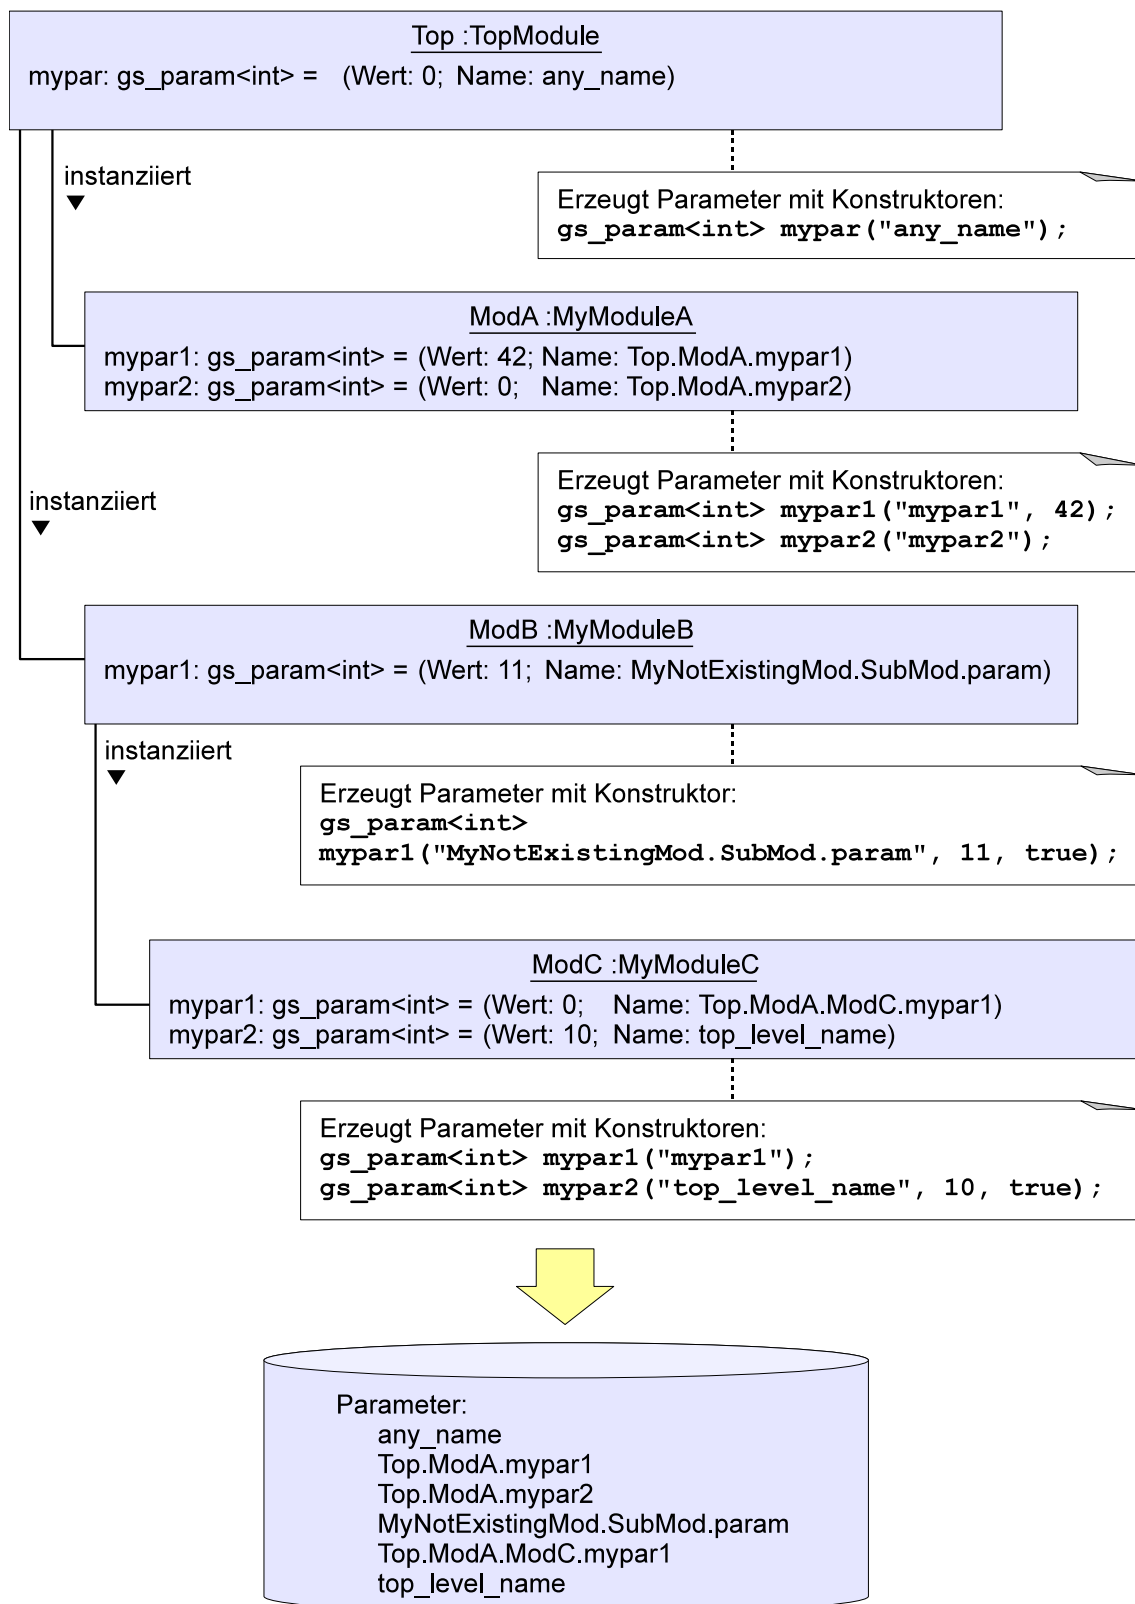 Top :TopModule
mypar: gs_param<int> = (Wert: 0; Name: any_name)
instanziiert
Erzeugt Parameter mit Konstruktoren:
gs_param<int> mypar("any_name");
ModA :MyModuleA
mypar1: gs_param<int> = (Wert: 42; Name: Top.ModA.mypar1)
mypar2: gs_param<int> = (Wert: 0; Name: Top.ModA.mypar2)
instanziiert
Erzeugt Parameter mit Konstruktoren:
gs_param<int> mypar1("mypar1", 42);
gs_param<int> mypar2("mypar2");
ModB :MyModuleB
mypar1: gs_param<int> = (Wert: 11; Name: MyNotExistingMod.SubMod.param)
instanziiert
Erzeugt Parameter mit Konstruktor:
gs_param<int>
mypar1("MyNotExistingMod.SubMod.param", 11, true);
ModC :MyModuleC
mypar1: gs_param<int> = (Wert: 0; Name: Top.ModA.ModC.mypar1)
mypar2: gs_param<int> = (Wert: 10; Name: top_level_name)
Erzeugt Parameter mit Konstruktoren:
gs_param<int> mypar1("mypar1");
gs_param<int> mypar2("top_level_name", 10, true);
Parameter:
any_name
Top.ModA.mypar1
Top.ModA.mypar2
MyNotExistingMod.SubMod.param
Top.ModA.ModC.mypar1
top_level_name